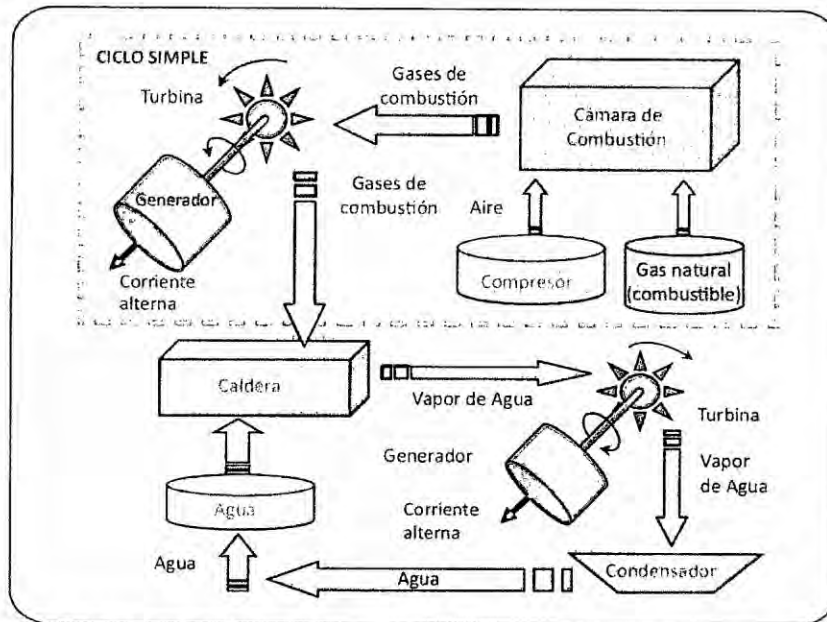 CICLO SIMPLE
Turbina
Gases de
combustión
Cámara de
Combustión
Generador
Gases de
combustión
Aire
Compresor
Gas natural
(combustible)
Corriente
alterna
Caldera
Vapor de Agua
Turbina
Generador
Vapor
de Agua
Agua
Corriente
alterna
Agua
Agua
Condensador